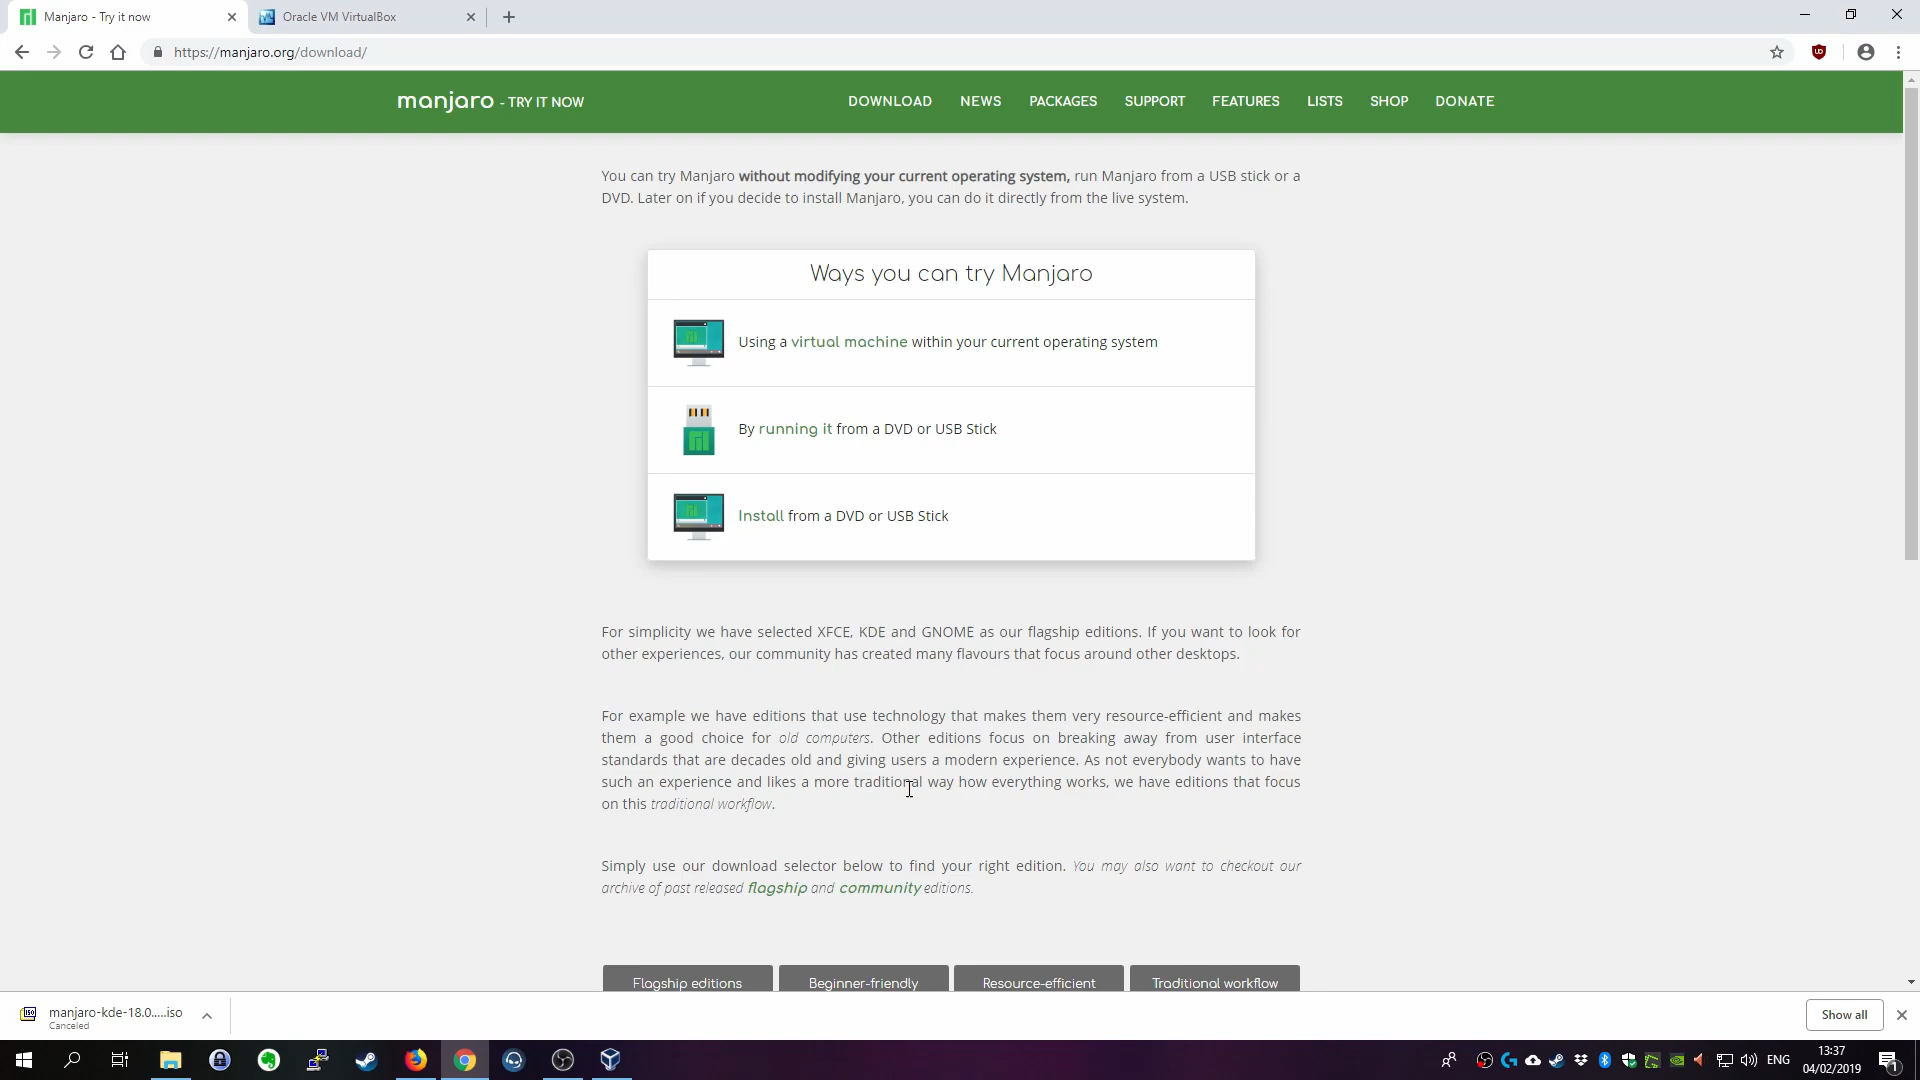 Manjaro - Try it now
Oracle VM VirtualBox
https://manjaro.org/download/
manjaro - TRY IT NOW
DOWNLOAD NEWS PACKAGES SUPPORT FEATURES LISTS SHOP DONATE
You can try Manjaro without modifying your current operating system, run Manjaro from a USB stick or a
DVD. Later on if you decide to install Manjaro, you can do it directly from the live system.
Ways you can try Manjaro
Using a virtual machine within your current operating system
By running it from a DVD or USB Stick
Install from a DVD or USB Stick
For simplicity we have selected XFCE, KDE and GNOME as our flagship editions. If you want to look for
other experiences, our community has created many flavours that focus around other desktops.
For example we have editions that use technology that makes them very resource-efficient and makes
them a good choice for old computers. Other editions focus on breaking away from user interface
standards that are decades old and giving users a modern experience. As not everybody wants to have
such an experience and likes a more traditional way how everything works, we have editions that focus
on this traditional workflow.
Simply use our download selector below to find your right edition. You may also want to checkout our
archive of past released flagship and community editions.
Flagship editions Beginner-friendly Resource-efficient Traditional workflow
manjaro-kde-18.0.....iso
Canceled
Show all
ENG
13:37
04/02/2019
1